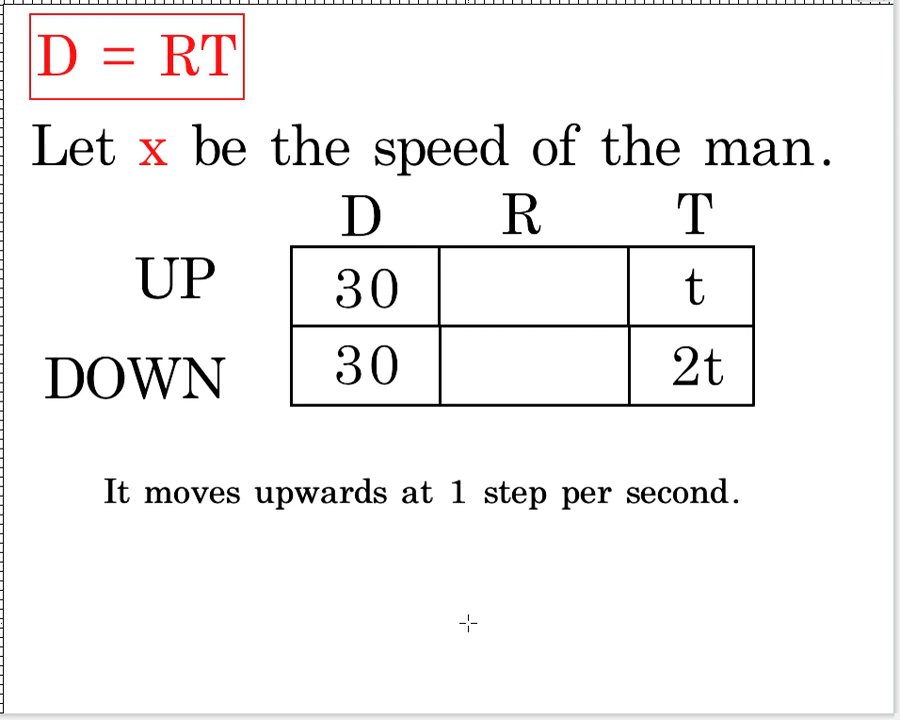 D = RT
Let x be the speed of the man.
D R T
UP 30 t
DOWN 30 2t
It moves upwards at 1 step per second.